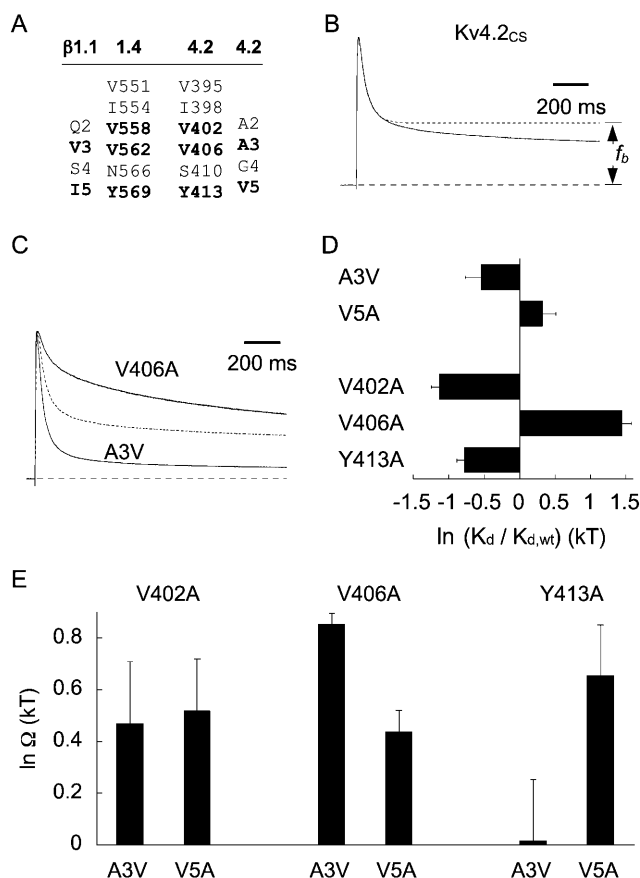 A
β1.1 1.4 4.2 4.2
V551 V395
I554 I398
Q2 V558 V402 A2
V3 V562 V406 A3
S4 N566 S410 G4
I5 Y569 Y413 V5
B
Kv4.2CS
200 ms
fb
C
V406A
200 ms
A3V
D
A3V
V5A
V402A
V406A
Y413A
-1.5 -1 -0.5 0 0.5 1 1.5
ln (Kd / Kd,wt) (kT)
E
V402A V406A Y413A
ln Ω (kT)
0.8
0.6
0.4
0.2
0
A3V V5A A3V V5A A3V V5A